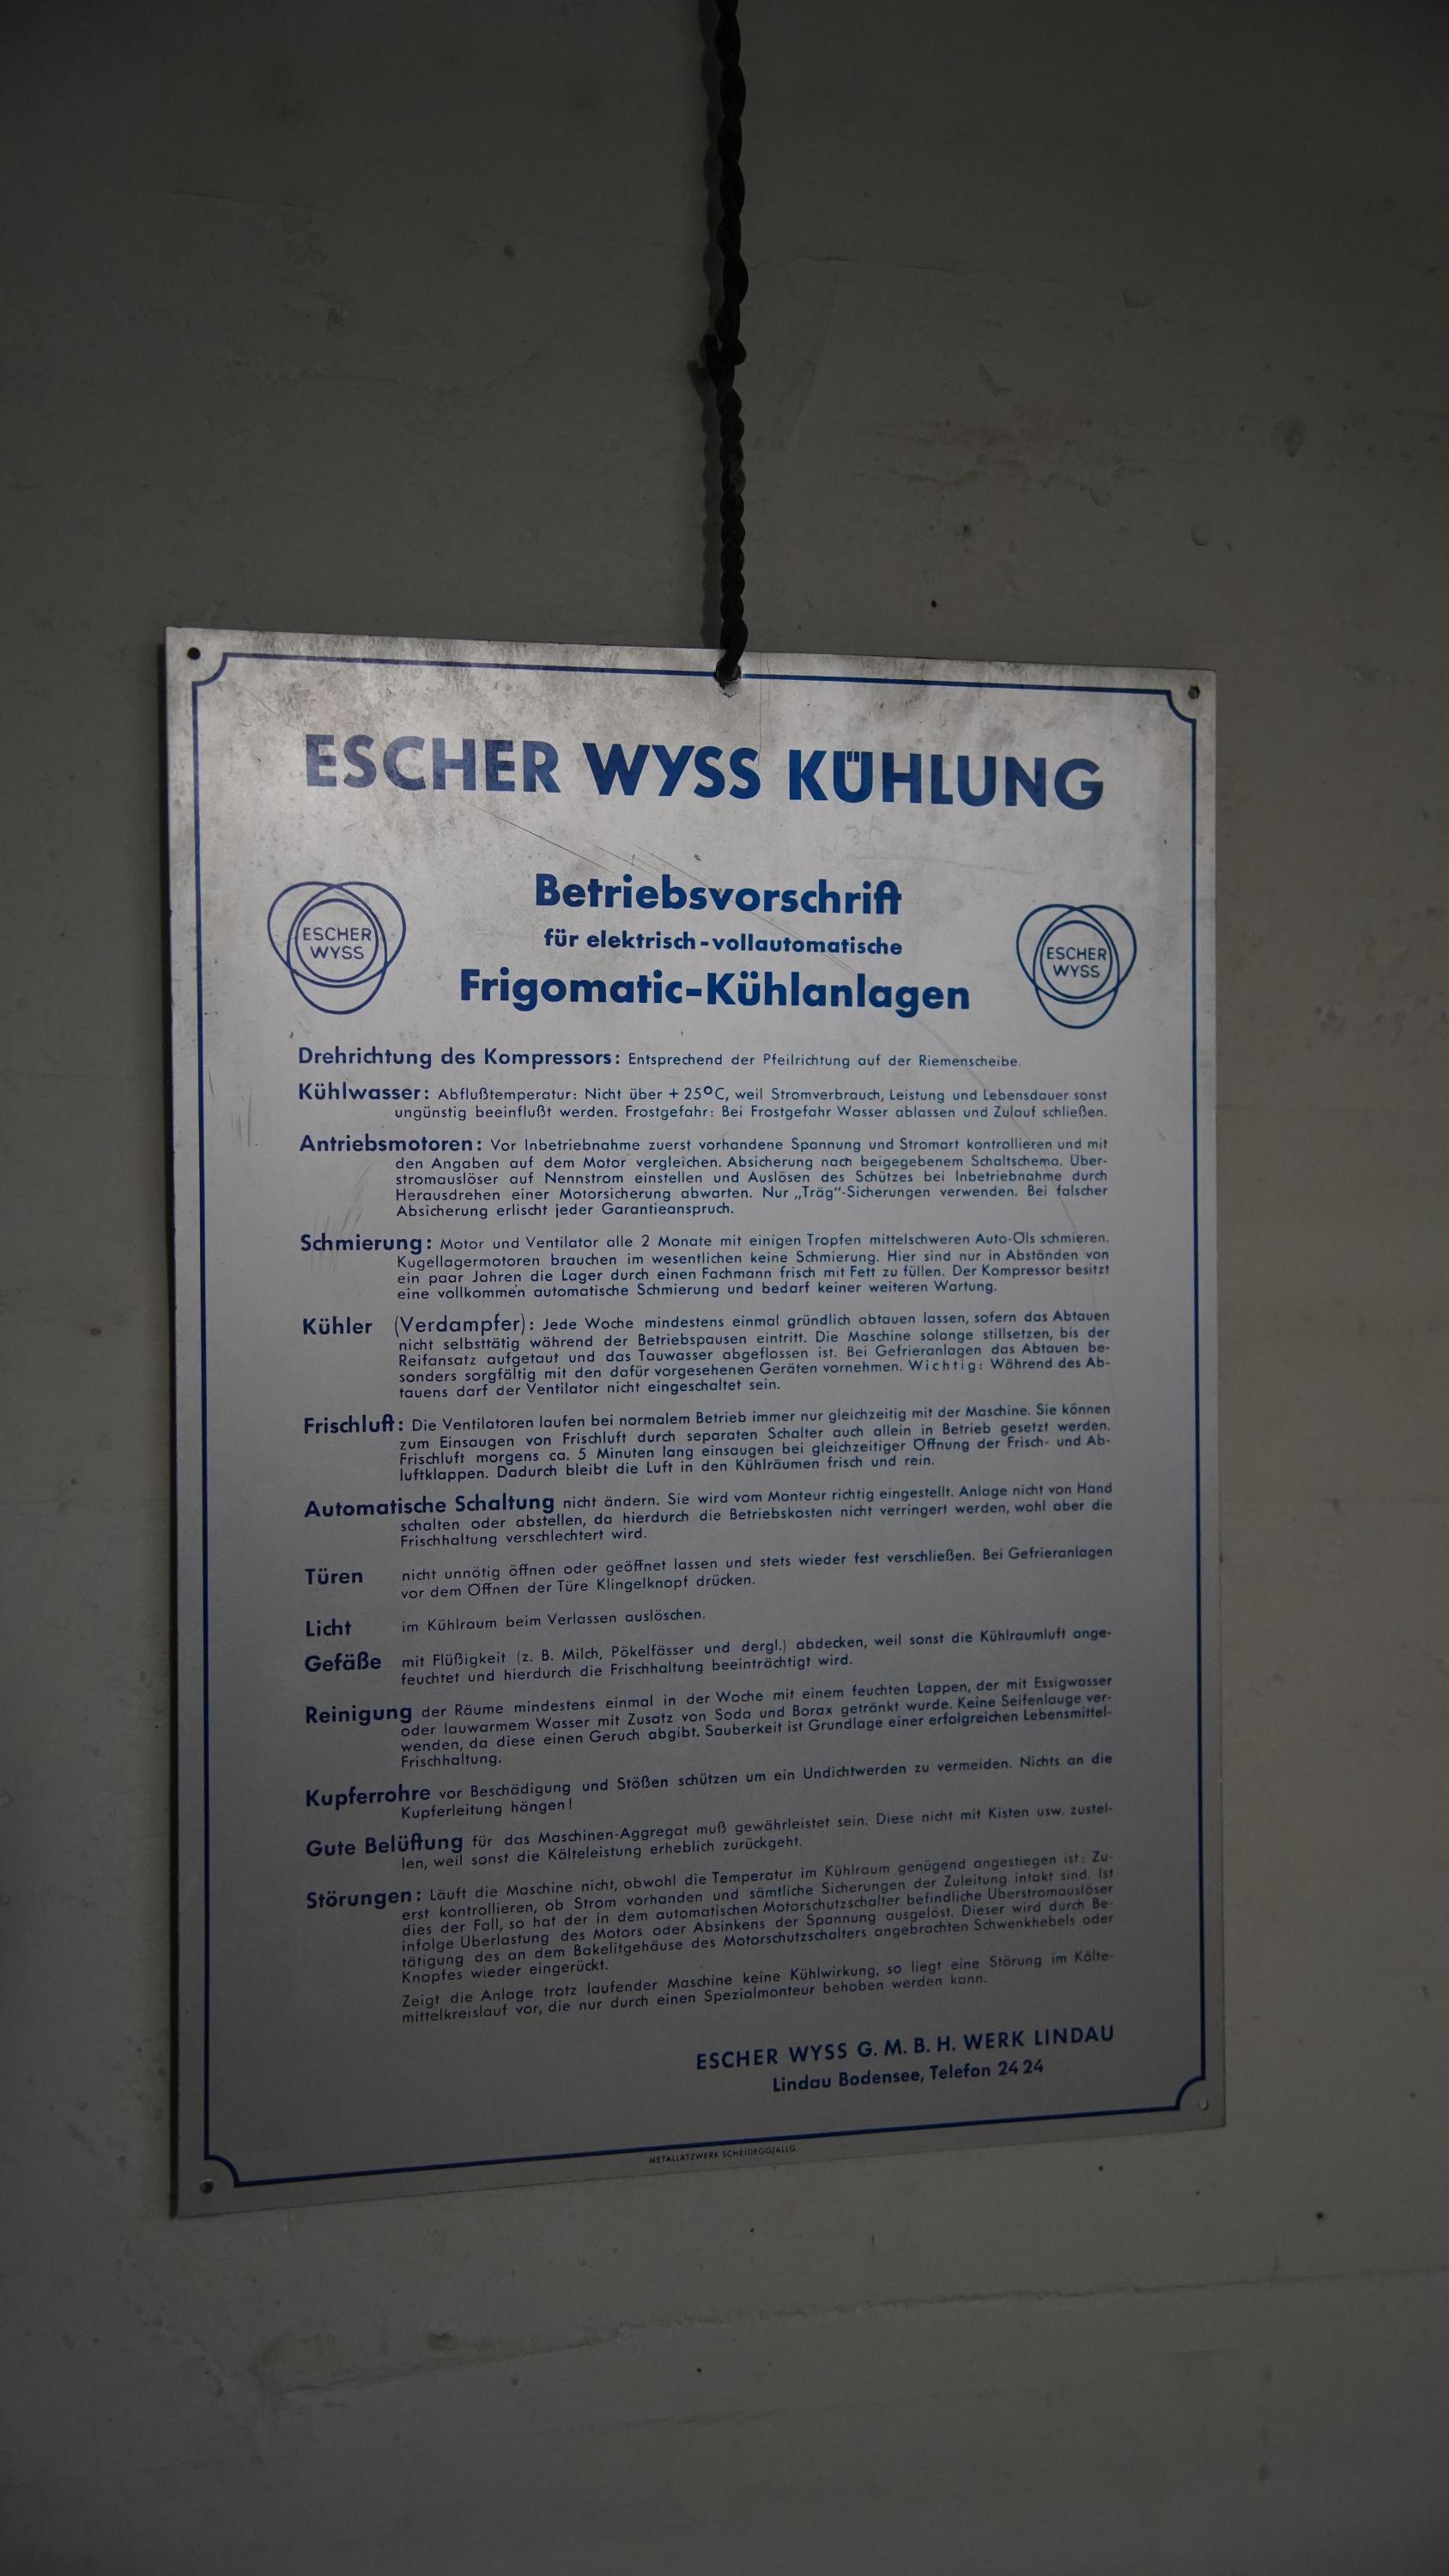 ESCHER WYSS KÜHLUNG
ESCHER
WYSS
Betriebsvorschrift
für elektrisch-vollautomatische
Frigomatic-Kühlanlagen
ESCHER
WYSS
Drehrichtung des Kompressors: Entsprechend der Pfeilrichtung auf der Riemenscheibe.
Kühlwasser: Abflußtemperatur: Nicht über + 25°C, weil Stromverbrauch, Leistung und Lebensdauer sonst
ungünstig beeinflußt werden. Frostgefahr: Bei Frostgefahr Wasser ablassen und Zulauf schließen.
Antriebsmotoren: Vor Inbetriebnahme zuerst vorhandene Spannung und Stromart kontrollieren und mit
den Angaben auf dem Motor vergleichen. Absicherung nach beigegebenem Schaltschema. Über-
stromauslöser auf Nennstrom einstellen und Auslösen des Schützes bei Inbetriebnahme durch
Herausdrehen einer Motorsicherung abwarten. Nur „Träg"-Sicherungen verwenden. Bei falscher
Absicherung erlischt jeder Garantieanspruch.
Schmierung: Motor und Ventilator alle 2 Monate mit einigen Tropfen mittelschweren Auto-Öls schmieren.
Kugellagermotoren brauchen im wesentlichen keine Schmierung. Hier sind nur in Abständen von
ein paar Jahren die Lager durch einen Fachmann frisch mit Fett zu füllen. Der Kompressor besitzt
eine vollkommen automatische Schmierung und bedarf keiner weiteren Wartung.
Kühler (Verdampfer): Jede Woche mindestens einmal gründlich abtauen lassen, sofern das Abtauen
nicht selbsttätig während der Betriebspausen eintritt. Die Maschine solange stillsetzen, bis der
Reifansatz aufgetaut und das Tauwasser abgeflossen ist. Bei Gefrieranlagen das Abtauen be-
sonders sorgfältig mit den dafür vorgesehenen Geräten vornehmen. Wichtig: Während des Ab-
tauens darf der Ventilator nicht eingeschaltet sein.
Frischluft: Die Ventilatoren laufen bei normalem Betrieb immer nur gleichzeitig mit der Maschine. Sie können
zum Einsaugen von Frischluft durch separaten Schalter auch allein in Betrieb gesetzt werden.
Frischluft morgens ca. 5 Minuten lang einsaugen bei gleichzeitiger Öffnung der Frisch- und Ab-
luftklappen. Dadurch bleibt die Luft in den Kühlräumen frisch und rein.
Automatische Schaltung nicht ändern. Sie wird vom Monteur richtig eingestellt. Anlage nicht von Hand
schalten oder abstellen, da hierdurch die Betriebskosten nicht verringert werden, wohl aber die
Frischhaltung verschlechtert wird.
Türen nicht unnötig öffnen oder geöffnet lassen und stets wieder fest verschließen. Bei Gefrieranlagen
vor dem Öffnen der Türe Klingelknopf drücken.
Licht im Kühlraum beim Verlassen auslöschen.
Gefäße mit Flüßigkeit (z. B. Milch, Pökelfässer und dergl.) abdecken, weil sonst die Kühlraumluft ange-
feuchtet und hierdurch die Frischhaltung beeinträchtigt wird.
Reinigung der Räume mindestens einmal in der Woche mit einem feuchten Lappen, der mit Essigwasser
oder lauwarmem Wasser mit Zusatz von Soda und Borax getränkt wurde. Keine Seifenlauge ver-
wenden, da diese einen Geruch abgibt. Sauberkeit ist Grundlage einer erfolgreichen Lebensmittel-
Frischhaltung.
Kupferrohre vor Beschädigung und Stößen schützen um ein Undichtwerden zu vermeiden. Nichts an die
Kupferleitung hängen!
Gute Belüftung für das Maschinen-Aggregat muß gewährleistet sein. Diese nicht mit Kisten usw. zustel-
len, weil sonst die Kälteleistung erheblich zurückgeht.
Störungen: Läuft die Maschine nicht, obwohl die Temperatur im Kühlraum genügend angestiegen ist: Zu-
erst kontrollieren, ob Strom vorhanden und sämtliche Sicherungen der Zuleitung intakt sind. Ist
dies der Fall, so hat der in dem automatischen Motorschutzschalter befindliche Überstromauslöser
infolge Überlastung des Motors oder Absinkens der Spannung ausgelöst. Dieser wird durch Be-
tätigung des an dem Bakelitgehäuse des Motorschutzschalters angebrachten Schwenkhebels oder
Knopfes wieder eingerückt.
Zeigt die Anlage trotz laufender Maschine keine Kühlwirkung, so liegt eine Störung im Kälte-
mittelkreislauf vor, die nur durch einen Spezialmonteur behoben werden kann.
ESCHER WYSS G. M. B. H. WERK LINDAU
Lindau Bodensee, Telefon 24 24
METALLATZWERK SCHEIDEGG/ALLG.